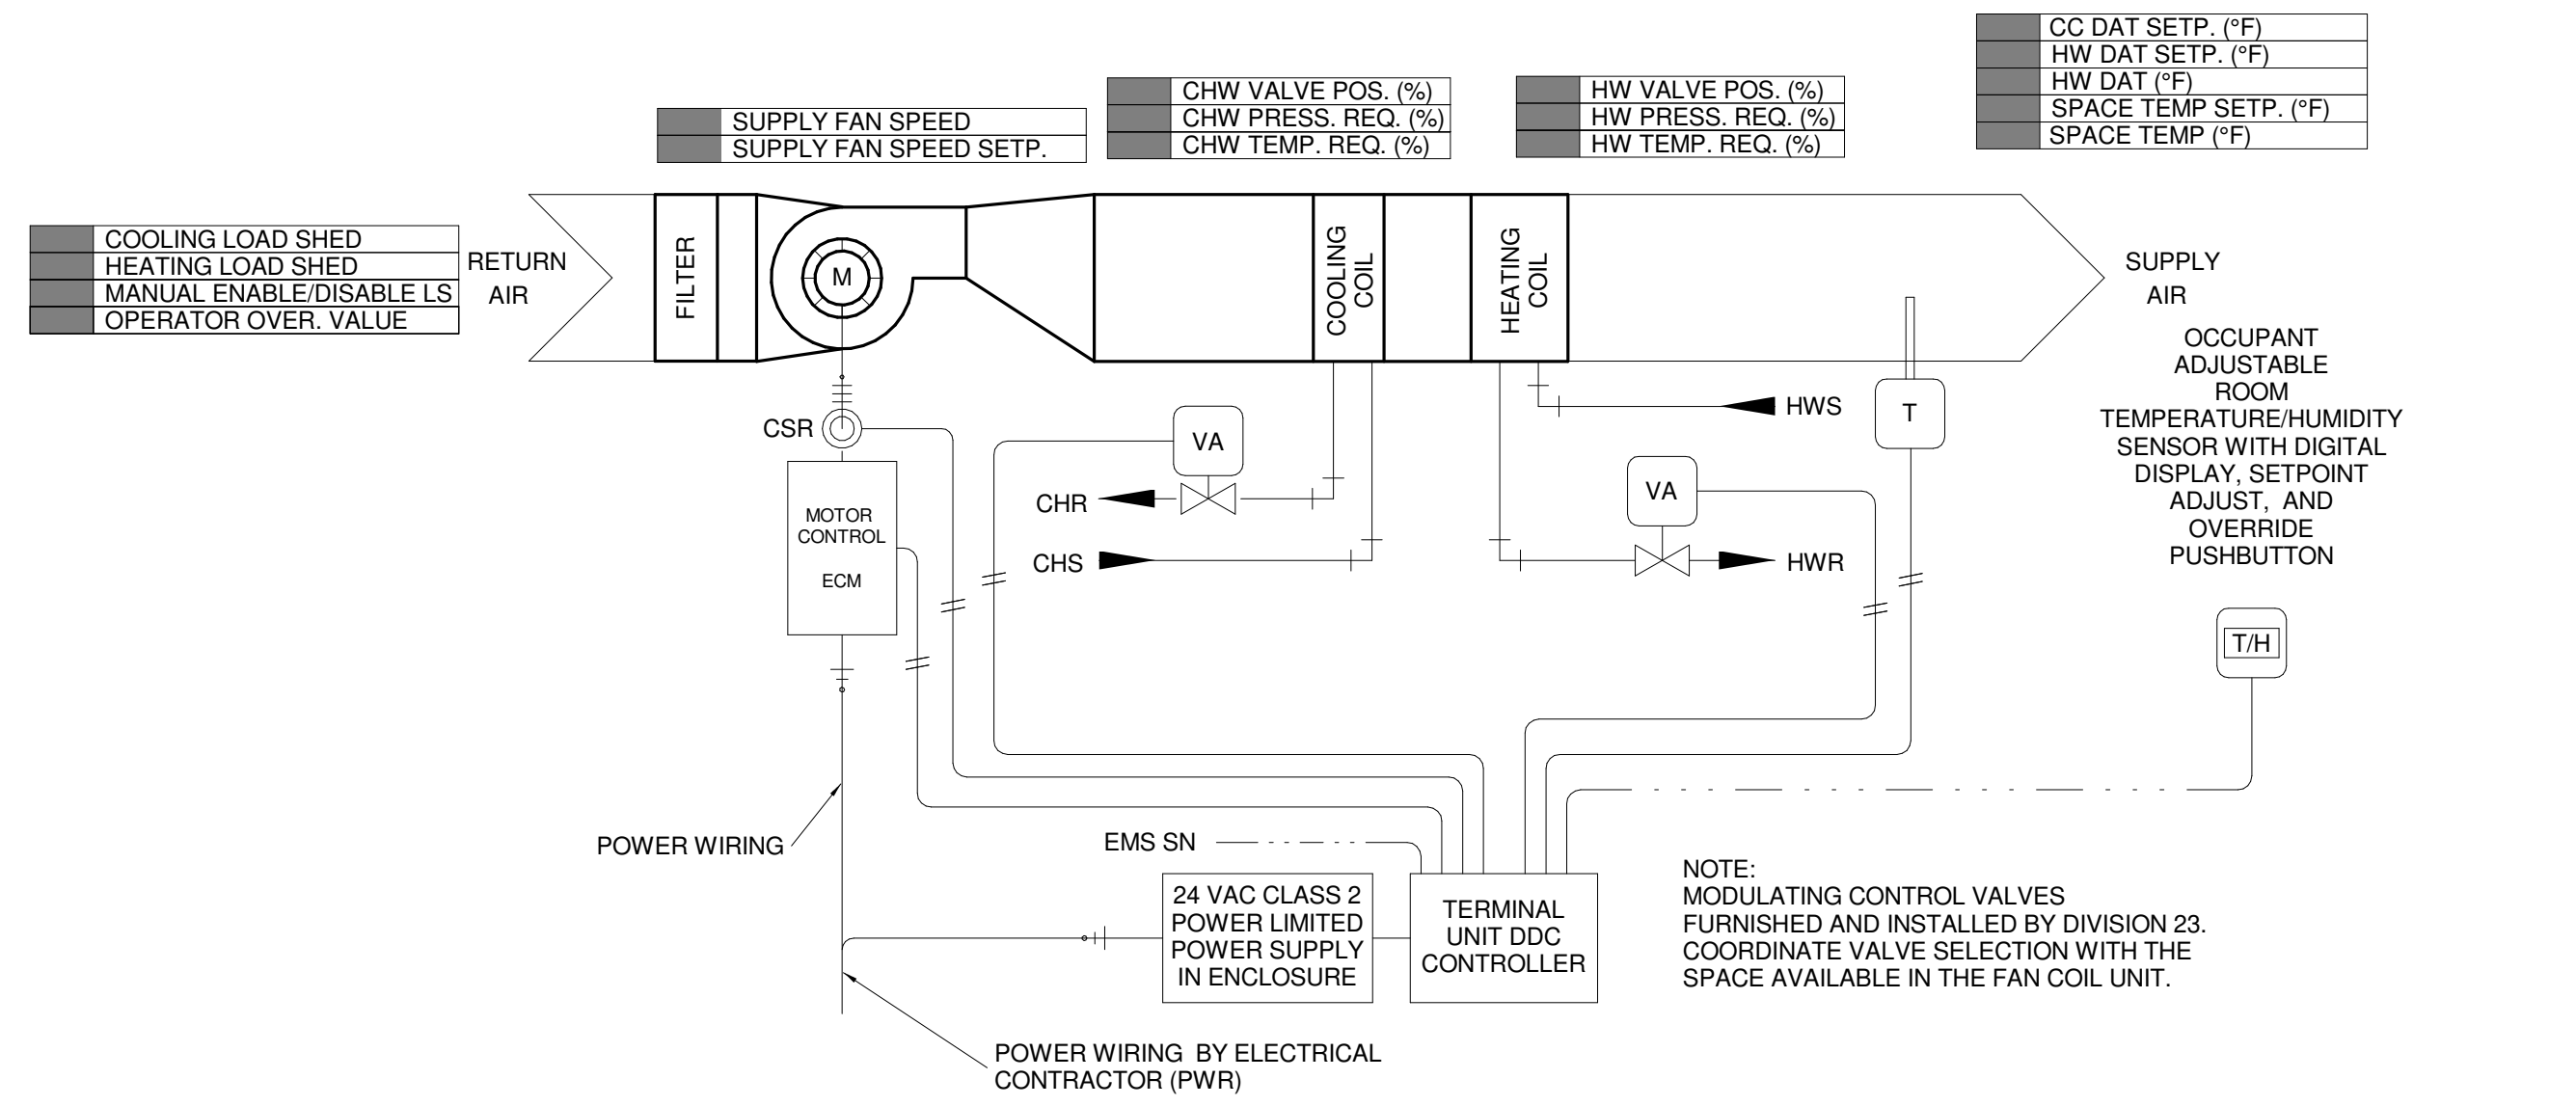 CC DAT SETP. (°F)
HW DAT SETP. (°F)
HW DAT (°F)
SPACE TEMP SETP. (°F)
SPACE TEMP (°F)
CHW VALVE POS. (%)
CHW PRESS. REQ. (%)
CHW TEMP. REQ. (%)
HW VALVE POS. (%)
HW PRESS. REQ. (%)
HW TEMP. REQ. (%)
SUPPLY FAN SPEED
SUPPLY FAN SPEED SETP.
COOLING LOAD SHED
HEATING LOAD SHED
MANUAL ENABLE/DISABLE LS
OPERATOR OVER. VALUE
RETURN
AIR
FILTER
M
COOLING
COIL
HEATING
COIL
SUPPLY
AIR
OCCUPANT
ADJUSTABLE
ROOM
TEMPERATURE/HUMIDITY
SENSOR WITH DIGITAL
DISPLAY, SETPOINT
ADJUST, AND
OVERRIDE
PUSHBUTTON
CSR
VA
HWS
T
CHR
VA
CHS
HWR
MOTOR
CONTROL
ECM
T/H
POWER WIRING
EMS SN
24 VAC CLASS 2
POWER LIMITED
POWER SUPPLY
IN ENCLOSURE
TERMINAL
UNIT DDC
CONTROLLER
NOTE:
MODULATING CONTROL VALVES
FURNISHED AND INSTALLED BY DIVISION 23.
COORDINATE VALVE SELECTION WITH THE
SPACE AVAILABLE IN THE FAN COIL UNIT.
POWER WIRING BY ELECTRICAL
CONTRACTOR (PWR)